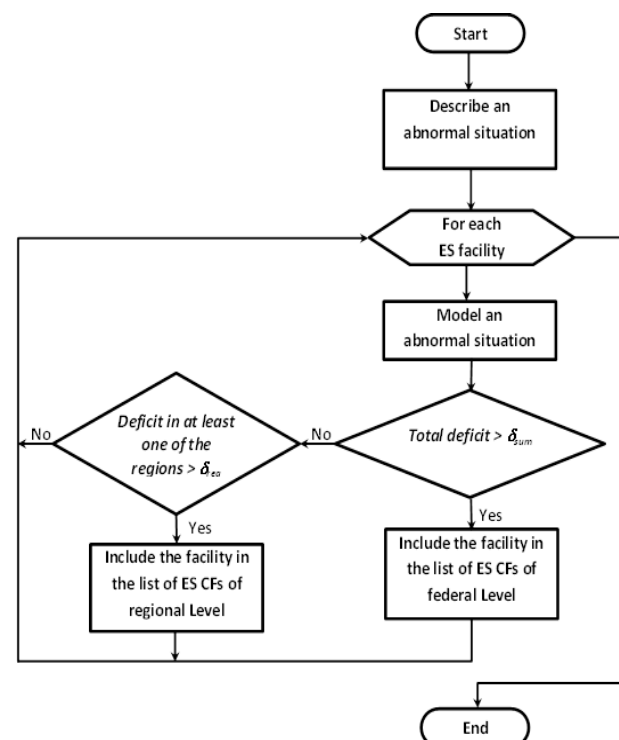 Start
Describe an
abnormal situation
For each
ES facility
Model an
abnormal situation
Total deficit > δsum
No
Deficit in at least
one of the
regions > δreg
No
Yes
Include the facility in
the list of ES CFs of
regional Level
Yes
Include the facility in
the list of ES CFs of
federal Level
End